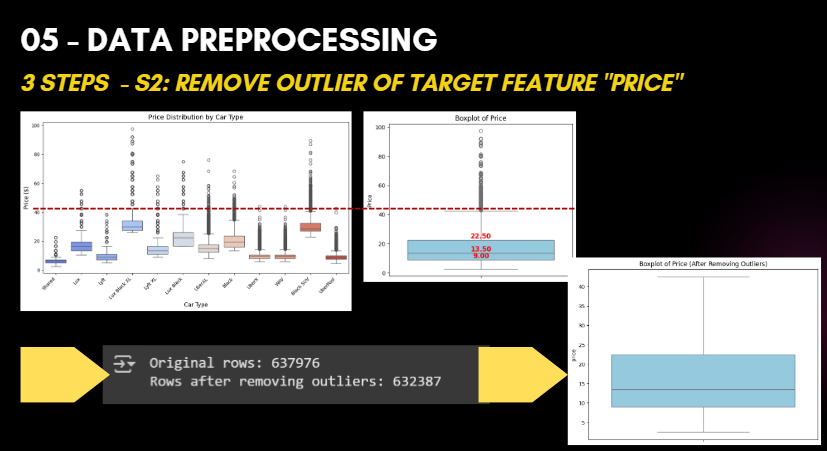 05 - DATA PREPROCESSING
3 STEPS - S2: REMOVE OUTLIER OF TARGET FEATURE "PRICE"
Price Distribution by Car Type
Price ($)
100
80
60
40
20
0
Shared
Lux
Lyft
Lux Black XL
Lyft XL
Lux Black
UberXL
Black
UberX
WAV
Black SUV
UberPool
Car Type
Boxplot of Price
Price
100
80
60
40
20
0
22.50
13.50
9.00
Original rows: 637976
Rows after removing outliers: 632387
Boxplot of Price (After Removing Outliers)
price
40
35
30
25
20
15
10
5